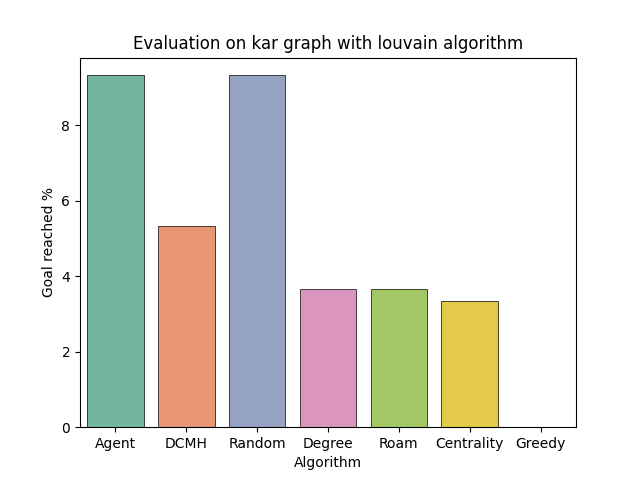 Evaluation on kar graph with louvain algorithm
Goal reached %
8
6
4
2
0
Agent DCMH Random Degree Roam Centrality Greedy
Algorithm